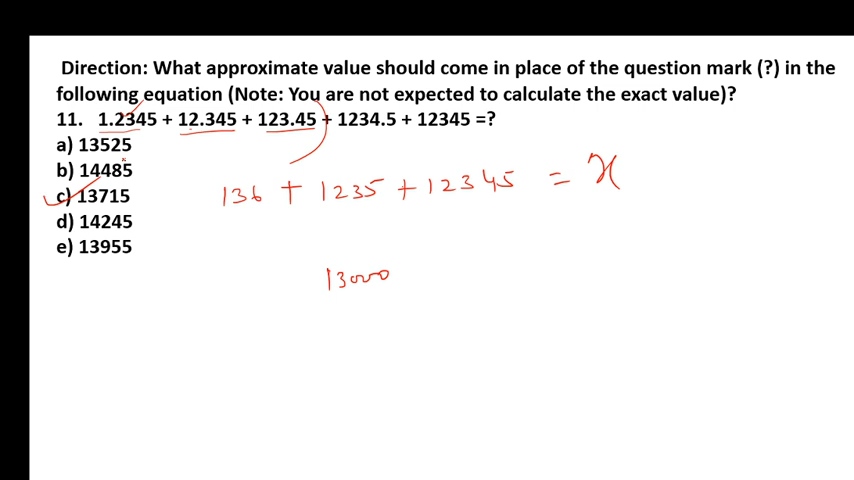 Direction: What approximate value should come in place of the question mark (?) in the
following equation (Note: You are not expected to calculate the exact value)?
11. 1.2345 + 12.345 + 123.45 + 1234.5 + 12345 =?
a) 13525
b) 14485
c) 13715
d) 14245
e) 13955
136 + 1235 + 12345 = x
13000